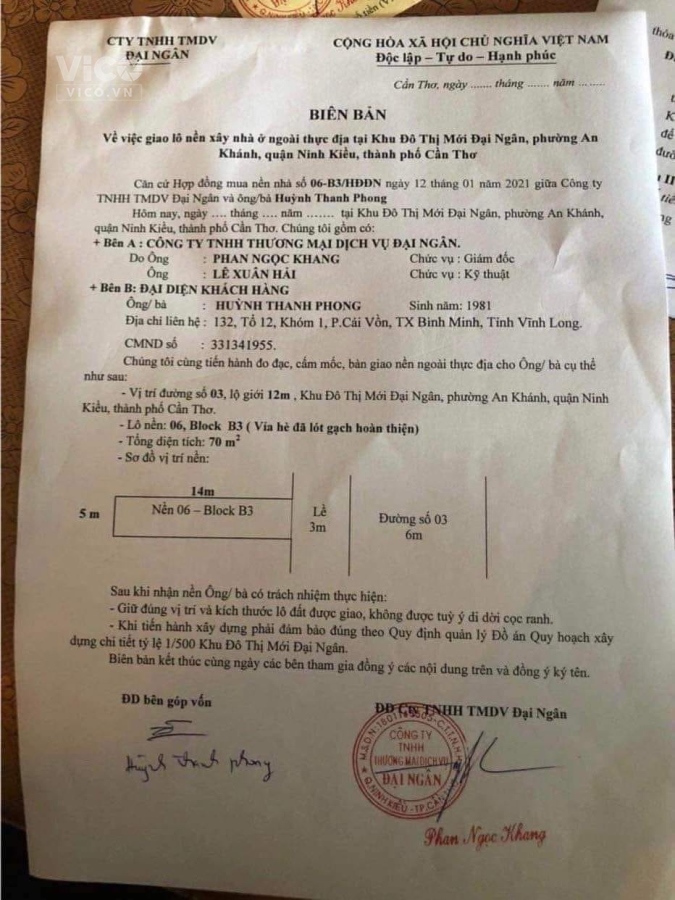 CTY TNHH TMDV
ĐẠI NGÂN
CỘNG HÒA XÃ HỘI CHỦ NGHĨA VIỆT NAM
Độc lập – Tự do – Hạnh phúc
VICO
VICO.VN
Cần Thơ, ngày ....... tháng ....... năm ........
BIÊN BẢN
Về việc giao lô nền xây nhà ở ngoài thực địa tại Khu Đô Thị Mới Đại Ngân, phường An
Khánh, quận Ninh Kiều, thành phố Cần Thơ
Căn cứ Hợp đồng mua nền nhà số 06-B3/HĐDN ngày 12 tháng 01 năm 2021 giữa Công ty
TNHH TMDV Đại Ngân và ông/bà Huỳnh Thanh Phong
Hôm nay, ngày .... tháng .... năm ....... tại Khu Đô Thị Mới Đại Ngân, phường An Khánh,
quận Ninh Kiều, thành phố Cần Thơ. Chúng tôi gồm có:
+ Bên A : CÔNG TY TNHH THƯƠNG MẠI DỊCH VỤ ĐẠI NGÂN.
Do Ông : PHAN NGỌC KHANG Chức vụ : Giám đốc
Ông : LÊ XUÂN HẢI Chức vụ : Kỹ thuật
+ Bên B: ĐẠI DIỆN KHÁCH HÀNG
Ông/ bà : HUỲNH THANH PHONG Sinh năm: 1981
Địa chỉ liên hệ : 132, Tổ 12, Khóm 1, P.Cái Vồn, TX Bình Minh, Tỉnh Vĩnh Long.
CMND số : 331341955.
Chúng tôi cùng tiến hành đo đạc, cắm mốc, bàn giao nền ngoài thực địa cho Ông/ bà cụ thể
như sau:
- Vị trí đường số 03, lộ giới 12m , Khu Đô Thị Mới Đại Ngân, phường An Khánh, quận Ninh
Kiều, thành phố Cần Thơ.
- Lô nền: 06, Block B3 ( Vỉa hè đã lót gạch hoàn thiện)
- Tổng diện tích: 70 m²
- Sơ đồ vị trí nền:
14m
5 m
Nền 06 – Block B3
Lề
3m
Đường số 03
6m
Sau khi nhận nền Ông/ bà có trách nhiệm thực hiện:
- Giữ đúng vị trí và kích thước lô đất được giao, không được tuỳ ý di dời cọc ranh.
- Khi tiến hành xây dựng phải đảm bảo đúng theo Quy định quản lý Đồ án Quy hoạch xây
dựng chi tiết tỷ lệ 1/500 Khu Đô Thị Mới Đại Ngân.
Biên bản kết thúc cùng ngày các bên tham gia đồng ý các nội dung trên và đồng ý ký tên.
ĐD bên góp vốn
ĐD Cty TNHH TMDV Đại Ngân
CÔNG TY
TNHH
THƯƠNG MẠI DỊCH VỤ
ĐẠI NGÂN
Q.NINH KIỀU-TP.CẦN
Huỳnh thanh phong
Phan Ngọc Khang